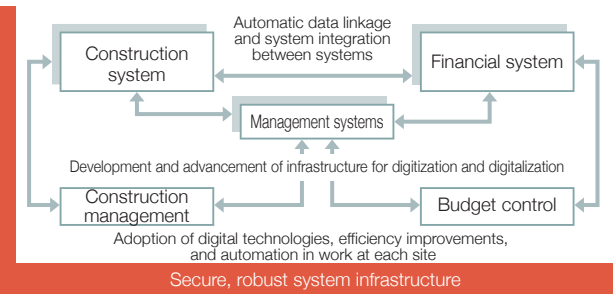 Automatic data linkage
and system integration
between systems
Construction
system
Financial system
Management systems
Development and advancement of infrastructure for digitization and digitalization
Construction
management
Budget control
Adoption of digital technologies, efficiency improvements,
and automation in work at each site
Secure, robust system infrastructure